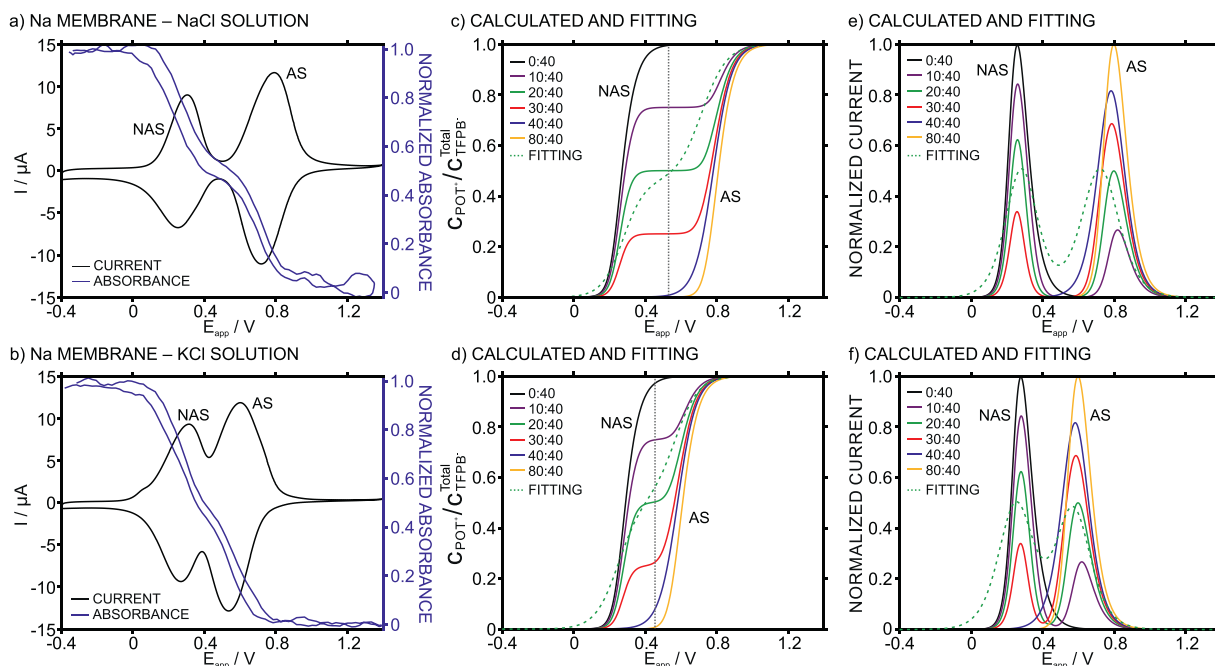 a) Na MEMBRANE – NaCl SOLUTION
15
10
5
0
-5
-10
-15
I / µA
NAS
AS
CURRENT
ABSORBANCE
1.0
0.8
0.6
0.4
0.2
0
NORMALIZED ABSORBANCE
-0.4
0
0.4
0.8
1.2
E_app / V
c) CALCULATED AND FITTING
1.0
0.8
0.6
0.4
0.2
0
C_POT⁺ / C_TFPB⁻^Total
0:40
10:40
20:40
30:40
40:40
80:40
FITTING
NAS
AS
-0.4
0
0.4
0.8
1.2
E_app / V
e) CALCULATED AND FITTING
1.0
0.8
0.6
0.4
0.2
0
NORMALIZED CURRENT
0:40
10:40
20:40
30:40
40:40
80:40
FITTING
NAS
AS
-0.4
0
0.4
0.8
1.2
E_app / V
b) Na MEMBRANE – KCl SOLUTION
15
10
5
0
-5
-10
-15
I / µA
NAS
AS
CURRENT
ABSORBANCE
1.0
0.8
0.6
0.4
0.2
0
NORMALIZED ABSORBANCE
-0.4
0
0.4
0.8
1.2
E_app / V
d) CALCULATED AND FITTING
1.0
0.8
0.6
0.4
0.2
0
C_POT⁺ / C_TFPB⁻^Total
0:40
10:40
20:40
30:40
40:40
80:40
FITTING
NAS
AS
-0.4
0
0.4
0.8
1.2
E_app / V
f) CALCULATED AND FITTING
1.0
0.8
0.6
0.4
0.2
0
NORMALIZED CURRENT
0:40
10:40
20:40
30:40
40:40
80:40
FITTING
NAS
AS
-0.4
0
0.4
0.8
1.2
E_app / V